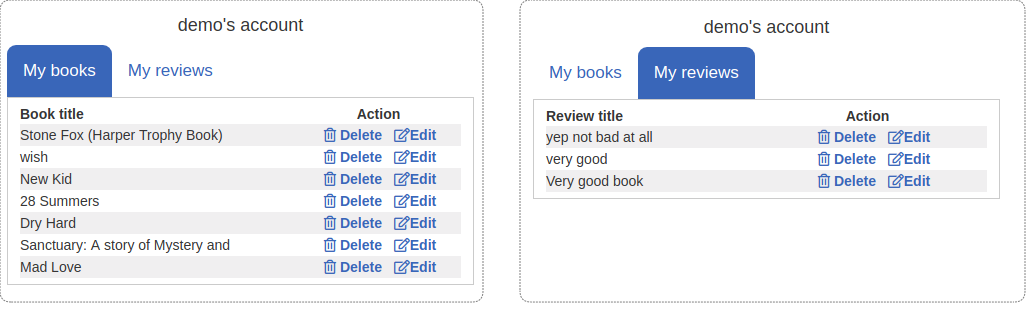 demo's account
My books My reviews
Book title Action
Stone Fox (Harper Trophy Book) Delete Edit
wish Delete Edit
New Kid Delete Edit
28 Summers Delete Edit
Dry Hard Delete Edit
Sanctuary: A story of Mystery and Delete Edit
Mad Love Delete Edit
demo's account
My books My reviews
Review title Action
yep not bad at all Delete Edit
very good Delete Edit
Very good book Delete Edit